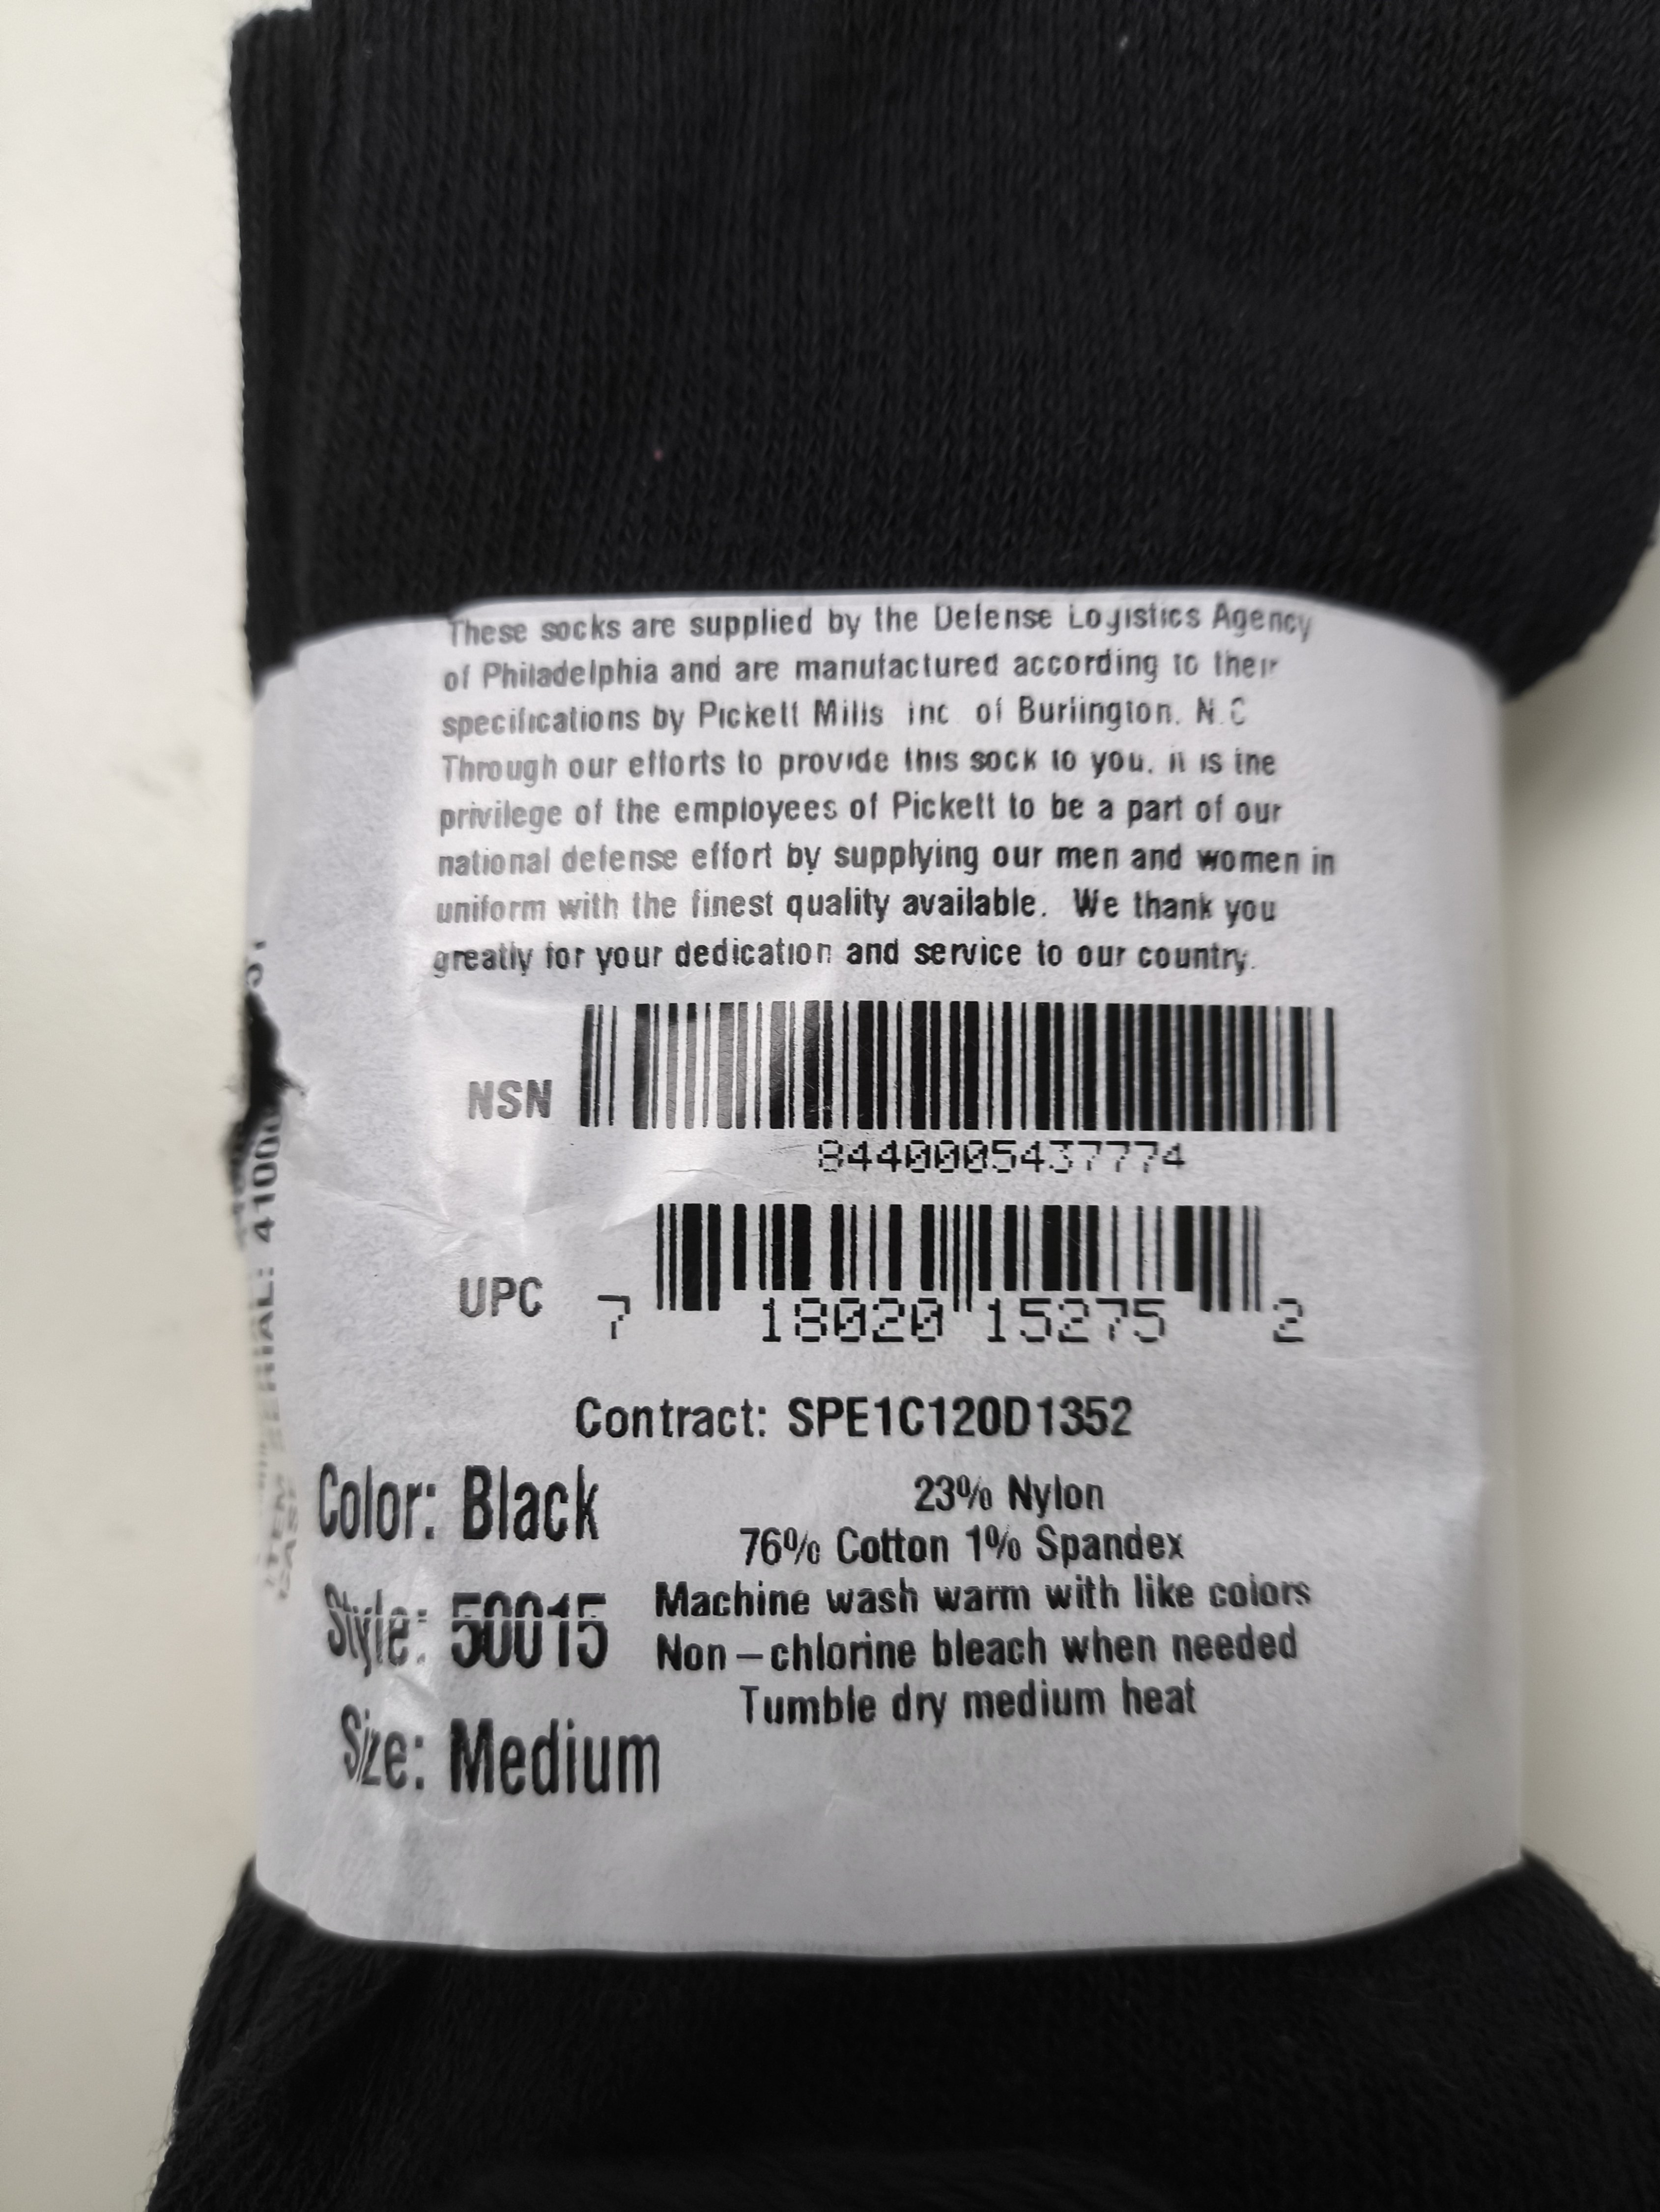 These socks are supplied by the Defense Logistics Agency
of Philadelphia and are manufactured according to their
specifications by Pickett Mills inc of Burlington, N.C
Through our efforts to provide this sock to you, it is the
privilege of the employees of Pickett to be a part of our
national defense effort by supplying our men and women in
uniform with the finest quality available. We thank you
greatly for your dedication and service to our country.
NSN
8440005437774
UPC 7 18020 15275 2
Contract: SPE1C120D1352
Color: Black
23% Nylon
76% Cotton 1% Spandex
Style: 50015
Machine wash warm with like colors
Non-chlorine bleach when needed
Tumble dry medium heat
Size: Medium
SERIAL: